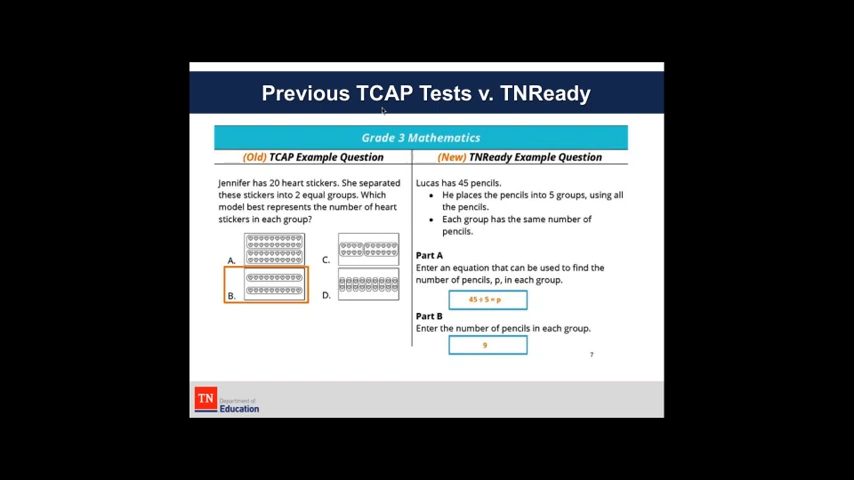 Previous TCAP Tests v. TNReady
Grade 3 Mathematics
(Old) TCAP Example Question
Jennifer has 20 heart stickers. She separated
these stickers into 2 equal groups. Which
model best represents the number of heart
stickers in each group?
A.
C.
B.
D.
(New) TNReady Example Question
Lucas has 45 pencils.
• He places the pencils into 5 groups, using all
the pencils.
• Each group has the same number of
pencils.
Part A
Enter an equation that can be used to find the
number of pencils, p, in each group.
45 ÷ 5 = p
Part B
Enter the number of pencils in each group.
9
7
TN
Department of
Education